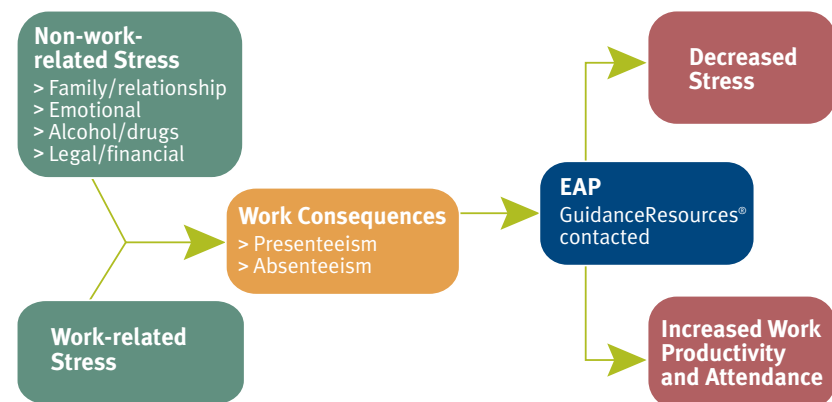 Non-work-
related Stress
> Family/relationship
> Emotional
> Alcohol/drugs
> Legal/financial
Work-related
Stress
Work Consequences
> Presenteeism
> Absenteeism
EAP
GuidanceResources®
contacted
Decreased
Stress
Increased Work
Productivity
and Attendance